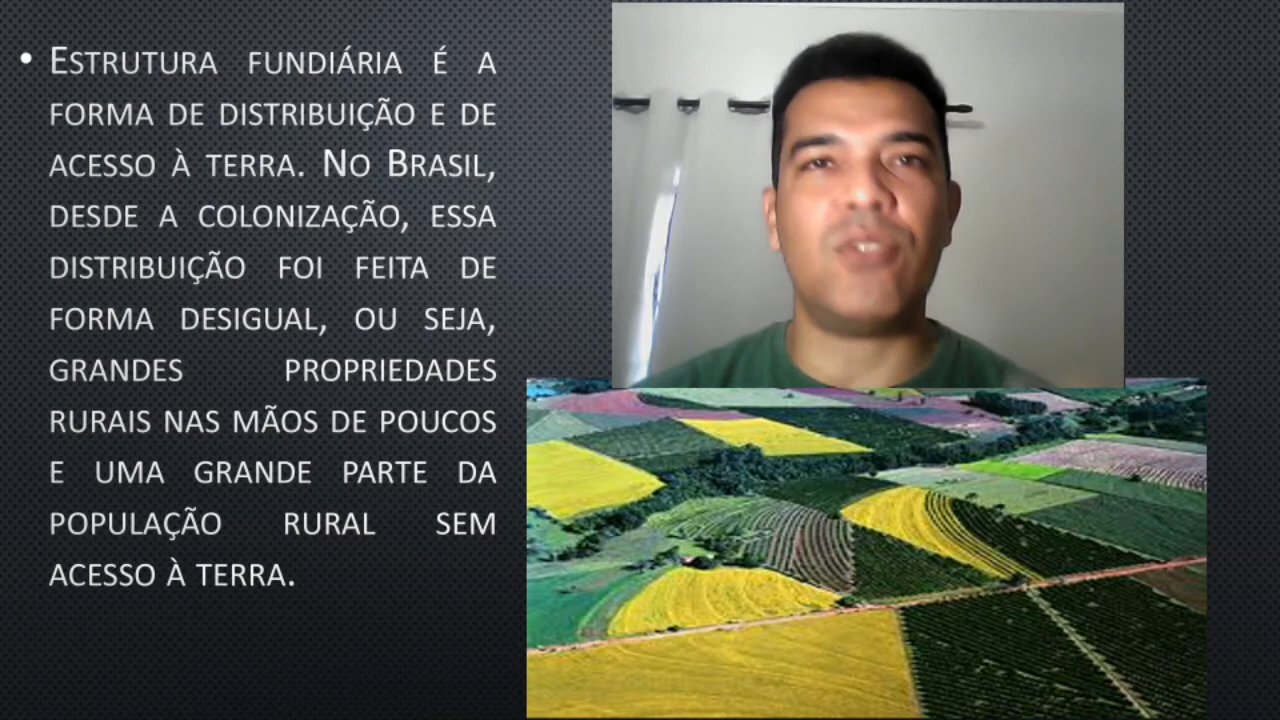 • ESTRUTURA FUNDIÁRIA É A
FORMA DE DISTRIBUIÇÃO E DE
ACESSO À TERRA. NO BRASIL,
DESDE A COLONIZAÇÃO, ESSA
DISTRIBUIÇÃO FOI FEITA DE
FORMA DESIGUAL, OU SEJA,
GRANDES PROPRIEDADES
RURAIS NAS MÃOS DE POUCOS
E UMA GRANDE PARTE DA
POPULAÇÃO RURAL SEM
ACESSO À TERRA.